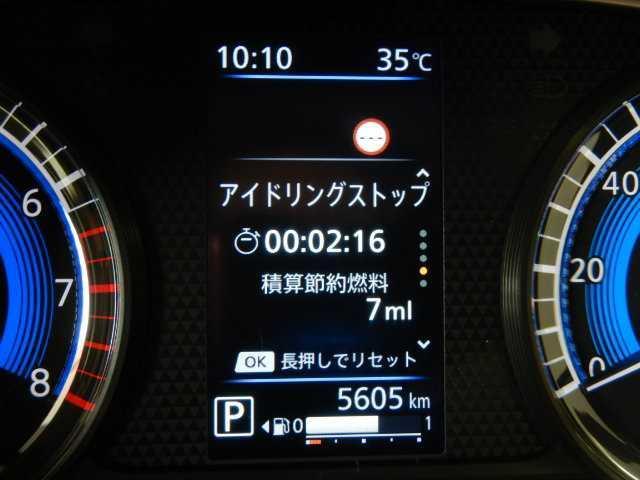 10:10 35℃
---
アイドリングストップ
00:02:16
積算節約燃料
7ml
OK 長押しでリセット
5605 km
P 0 1
6
7
8
40
20
0